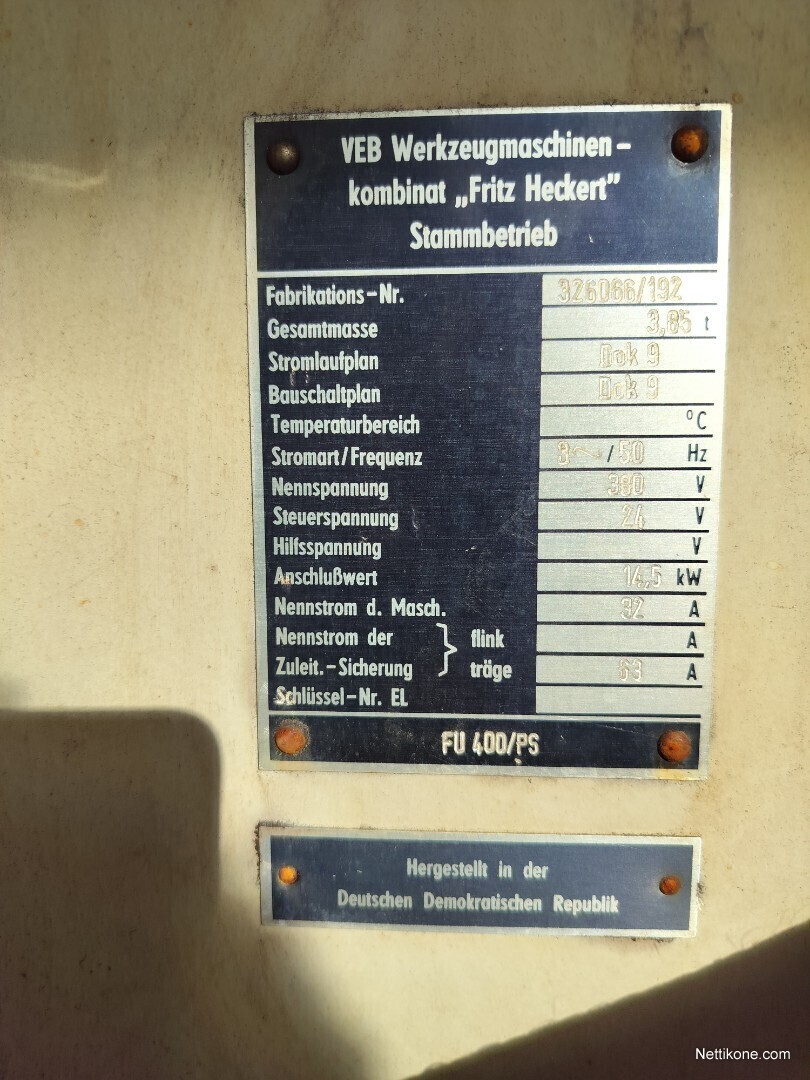 VEB Werkzeugmaschinen-
kombinat „Fritz Heckert”
Stammbetrieb
Fabrikations-Nr. 326066/192
Gesamtmasse 3,85 t
Stromlaufplan Dok 9
Bauschaltplan Dok 9
Temperaturbereich °C
Stromart/Frequenz 3~/50 Hz
Nennspannung 380 V
Steuerspannung 24 V
Hilfsspannung V
Anschlußwert 14,5 kW
Nennstrom d. Masch. 32 A
Nennstrom der } flink A
Zuleit.-Sicherung träge 63 A
Schlüssel-Nr. EL
FU 400/PS
Hergestellt in der
Deutschen Demokratischen Republik
Nettikone.com